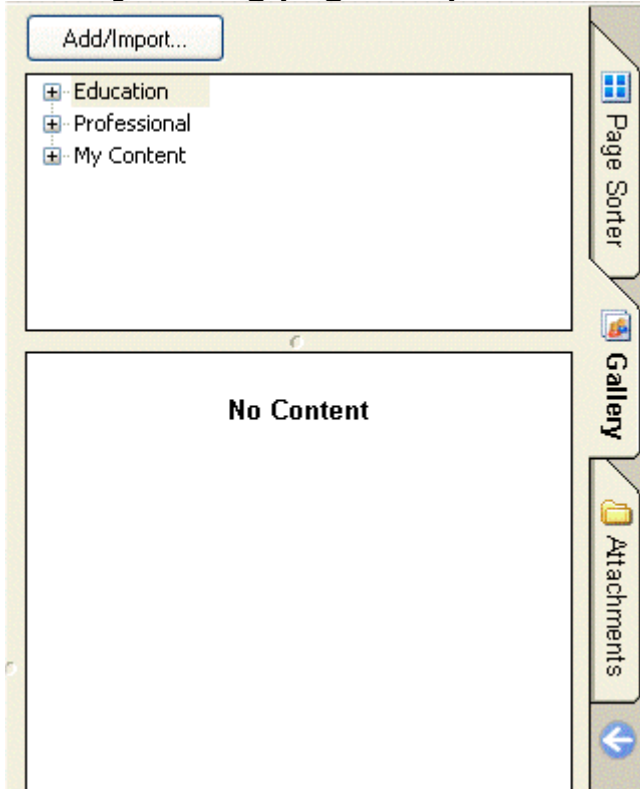 Add/Import...
Education
Professional
My Content
No Content
Page Sorter
Gallery
Attachments